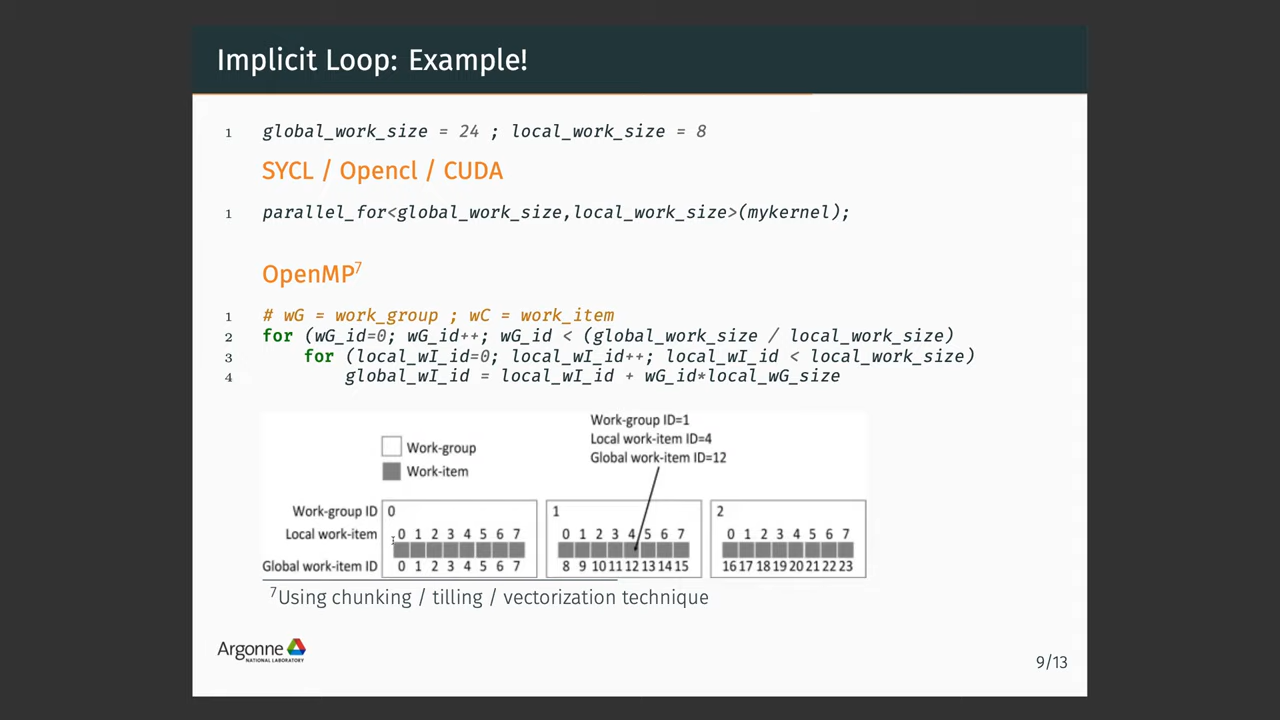 Implicit Loop: Example!
1 global_work_size = 24 ; local_work_size = 8
SYCL / Opencl / CUDA
1 parallel_for<global_work_size,local_work_size>(mykernel);
OpenMP7
1 # wG = work_group ; wC = work_item
2 for (wG_id=0; wG_id++; wG_id < (global_work_size / local_work_size)
3 for (local_wI_id=0; local_wI_id++; local_wI_id < local_work_size)
4 global_wI_id = local_wI_id + wG_id*local_wG_size
Work-group ID=1
Local work-item ID=4
Global work-item ID=12
Work-group
Work-item
Work-group ID 0 1 2
Local work-item 0 1 2 3 4 5 6 7 0 1 2 3 4 5 6 7 0 1 2 3 4 5 6 7
Global work-item ID 0 1 2 3 4 5 6 7 8 9 10 11 12 13 14 15 16 17 18 19 20 21 22 23
7Using chunking / tilling / vectorization technique
Argonne
NATIONAL LABORATORY
9/13